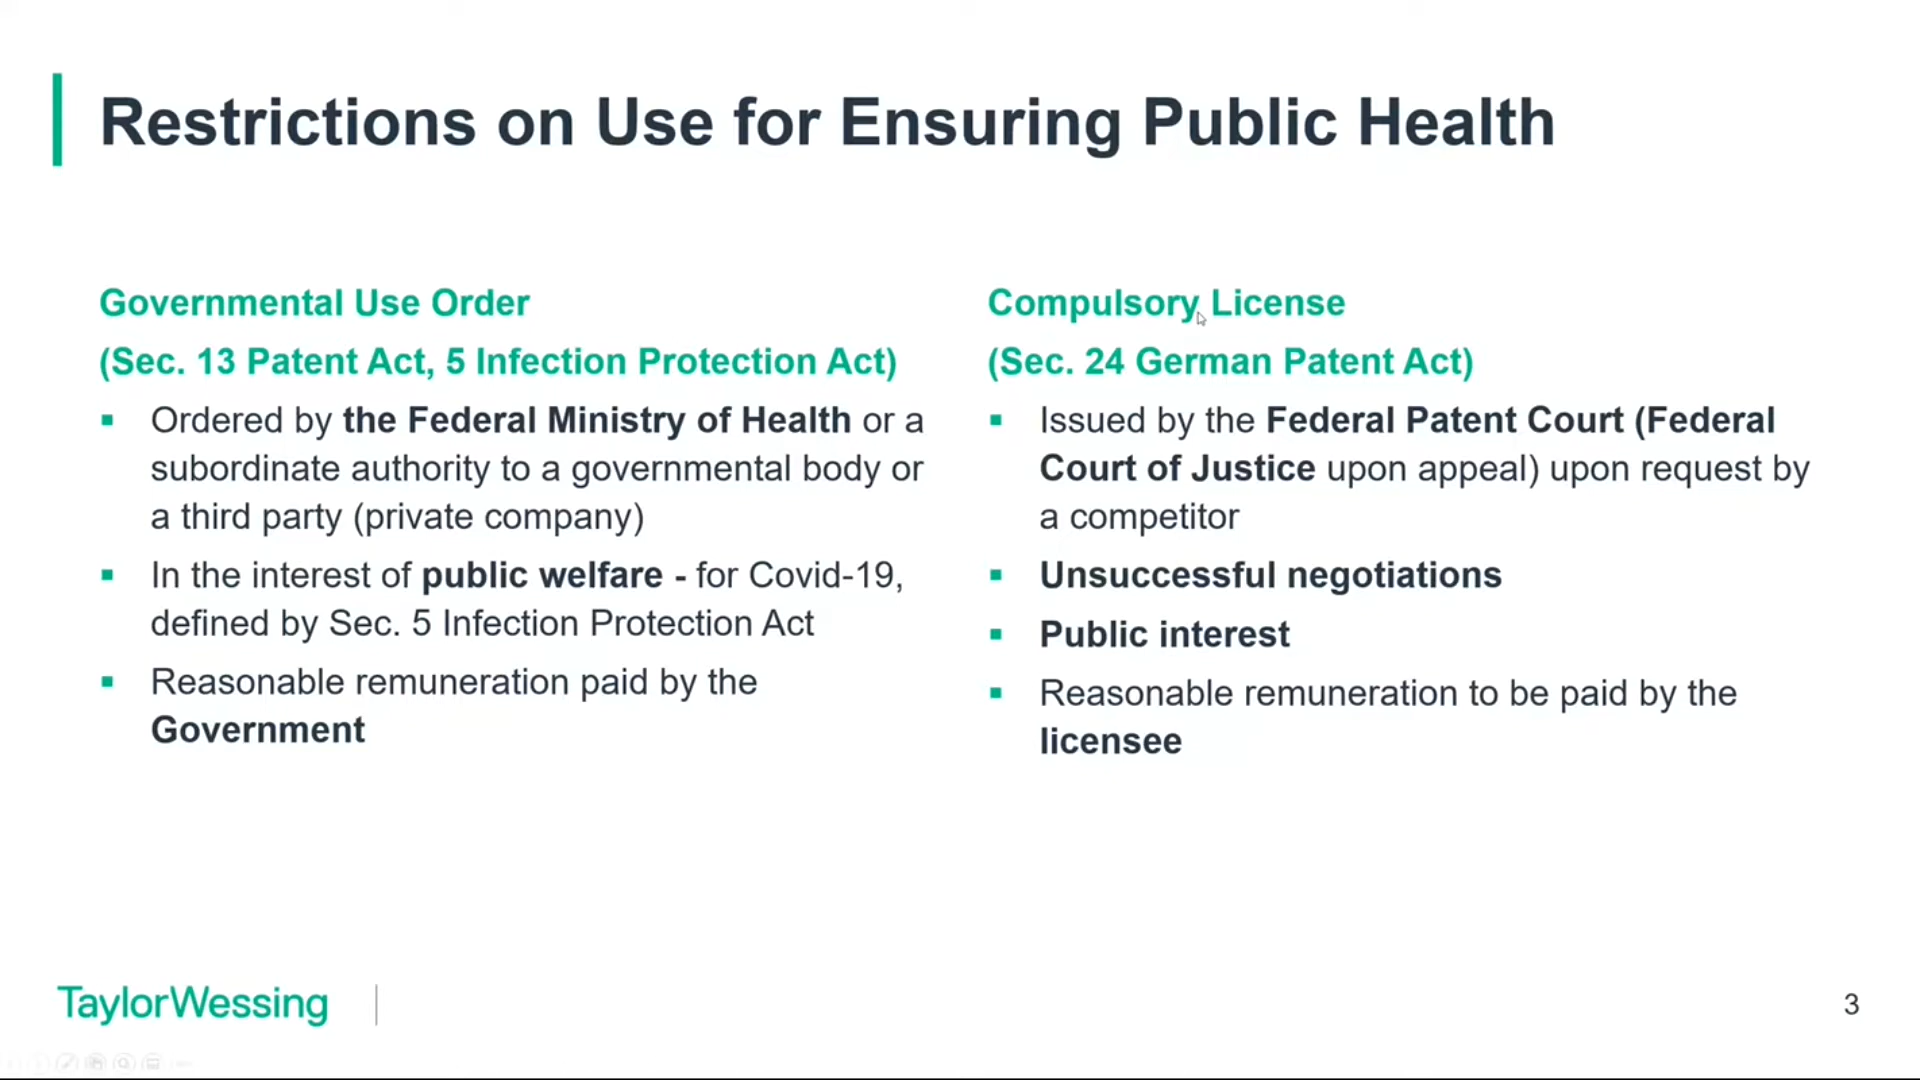 Restrictions on Use for Ensuring Public Health
Governmental Use Order
(Sec. 13 Patent Act, 5 Infection Protection Act)
▪ Ordered by the Federal Ministry of Health or a
subordinate authority to a governmental body or
a third party (private company)
▪ In the interest of public welfare - for Covid-19,
defined by Sec. 5 Infection Protection Act
▪ Reasonable remuneration paid by the
Government
Compulsory License
(Sec. 24 German Patent Act)
▪ Issued by the Federal Patent Court (Federal
Court of Justice upon appeal) upon request by
a competitor
▪ Unsuccessful negotiations
▪ Public interest
▪ Reasonable remuneration to be paid by the
licensee
TaylorWessing
3